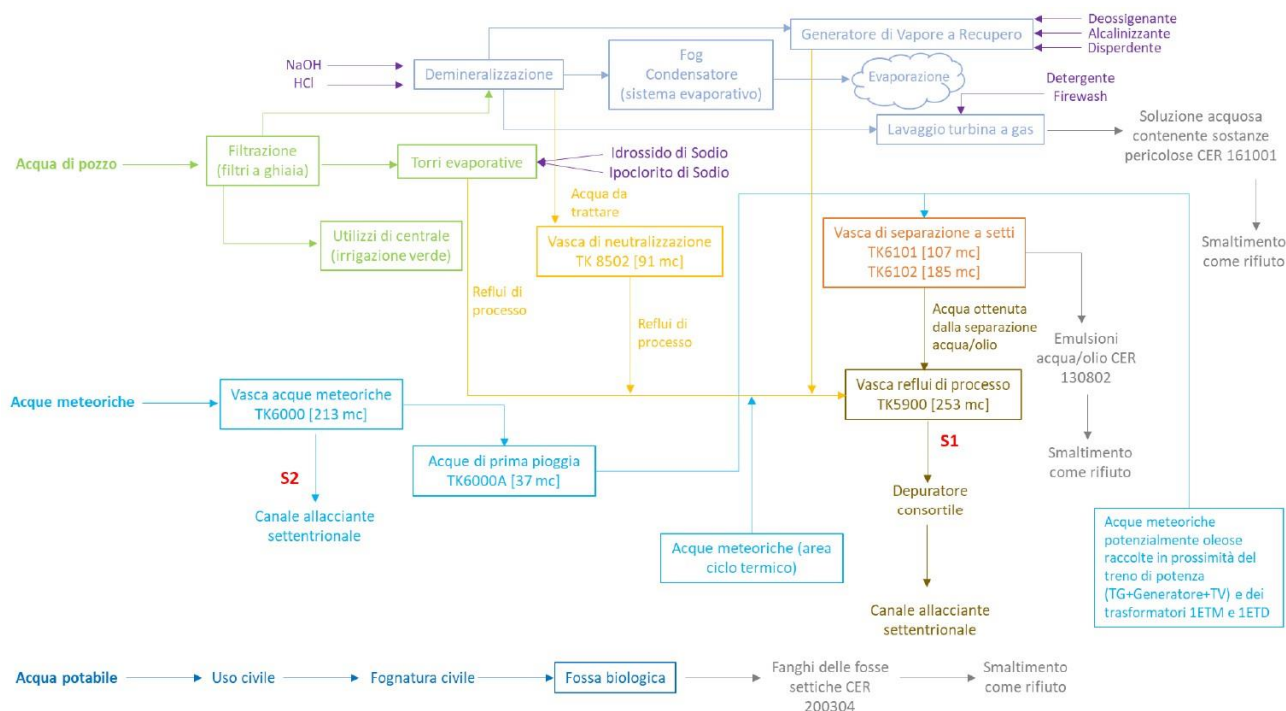 Deossigenante
Generatore di Vapore a Recupero
Alcalinizzante
Disperdente
NaOH
HCl
Demineralizzazione
Fog
Condensatore
(sistema evaporativo)
Evaporazione
Detergente
Firewash
Lavaggio turbina a gas
Soluzione acquosa
contenente sostanze
pericolose CER 161001
Smaltimento
come rifiuto
Acqua di pozzo
Filtrazione
(filtri a ghiaia)
Torri evaporative
Idrossido di Sodio
Ipoclorito di Sodio
Acqua da
trattare
Utilizzi di centrale
(irrigazione verde)
Vasca di neutralizzazione
TK 8502 [91 mc]
Vasca di separazione a setti
TK6101 [107 mc]
TK6102 [185 mc]
Reflui di
processo
Reflui di
processo
Acqua ottenuta
dalla separazione
acqua/olio
Emulsioni
acqua/olio CER
130802
Smaltimento
come rifiuto
Acque meteoriche
Vasca acque meteoriche
TK6000 [213 mc]
Vasca reflui di processo
TK5900 [253 mc]
S2
S1
Acque di prima pioggia
TK6000A [37 mc]
Canale allacciante
settentrionale
Depuratore
consortile
Acque meteoriche (area
ciclo termico)
Canale allacciante
settentrionale
Acque meteoriche
potenzialmente oleose
raccolte in prossimità del
treno di potenza
(TG+Generatore+TV) e dei
trasformatori 1ETM e 1ETD
Acqua potabile
Uso civile
Fognatura civile
Fossa biologica
Fanghi delle fosse
settiche CER
200304
Smaltimento
come rifiuto